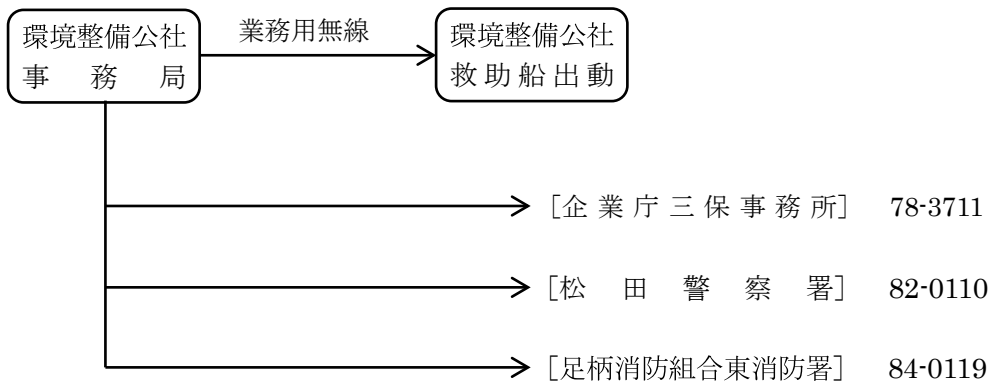 環境整備公社
事務局
業務用無線
環境整備公社
救助船出動
[企業庁三保事務所] 78-3711
[松田警察署] 82-0110
[足柄消防組合東消防署] 84-0119